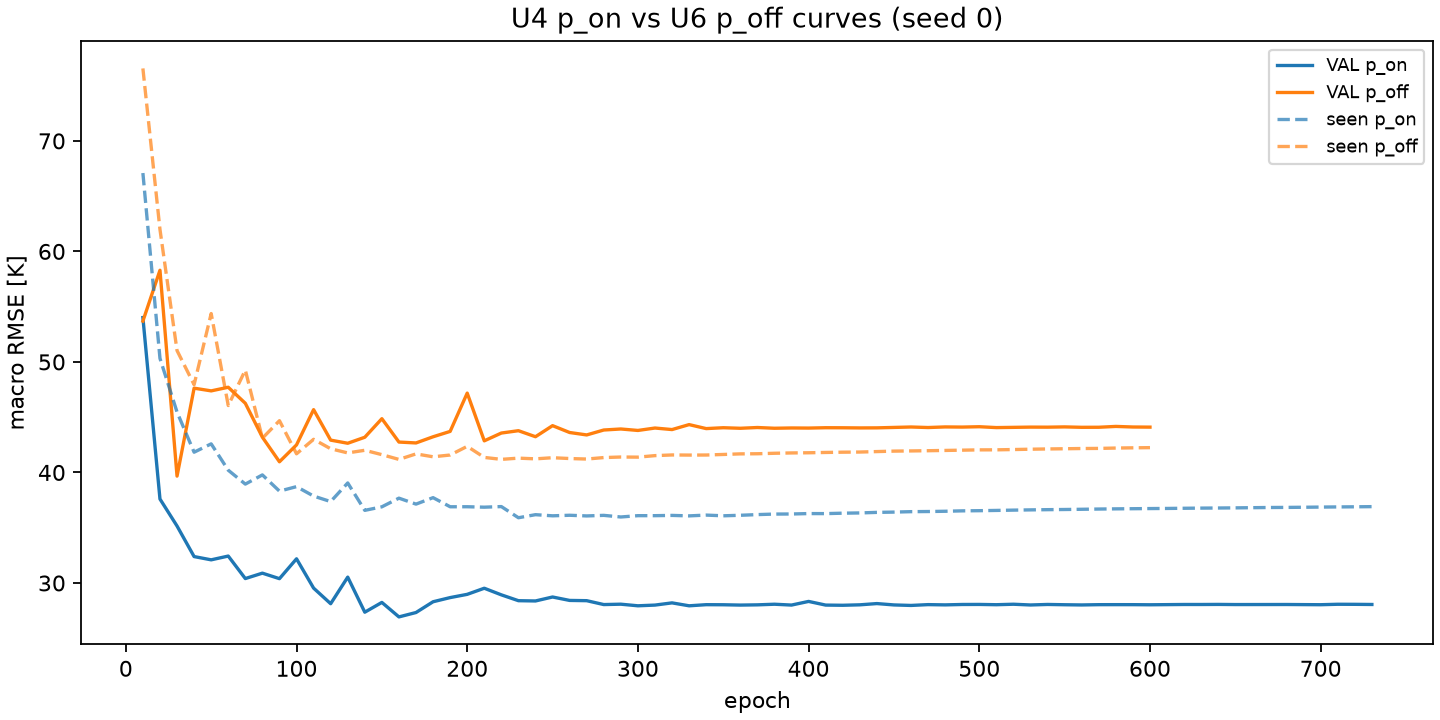 U4 p_on vs U6 p_off curves (seed 0)
VAL p_on
VAL p_off
seen p_on
seen p_off
macro RMSE [K]
70
60
50
40
30
0 100 200 300 400 500 600 700
epoch